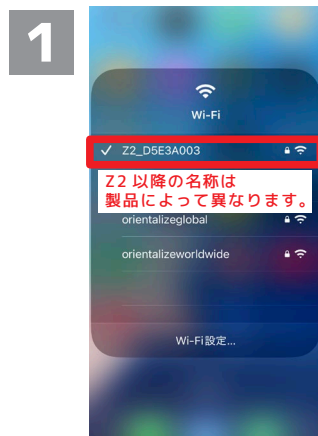 1
Wi-Fi
Z2_D5E3A003
Z2 以降の名称は
製品によって異なります。
orientalizeglobal
orientalizeworldwide
Wi-Fi設定...